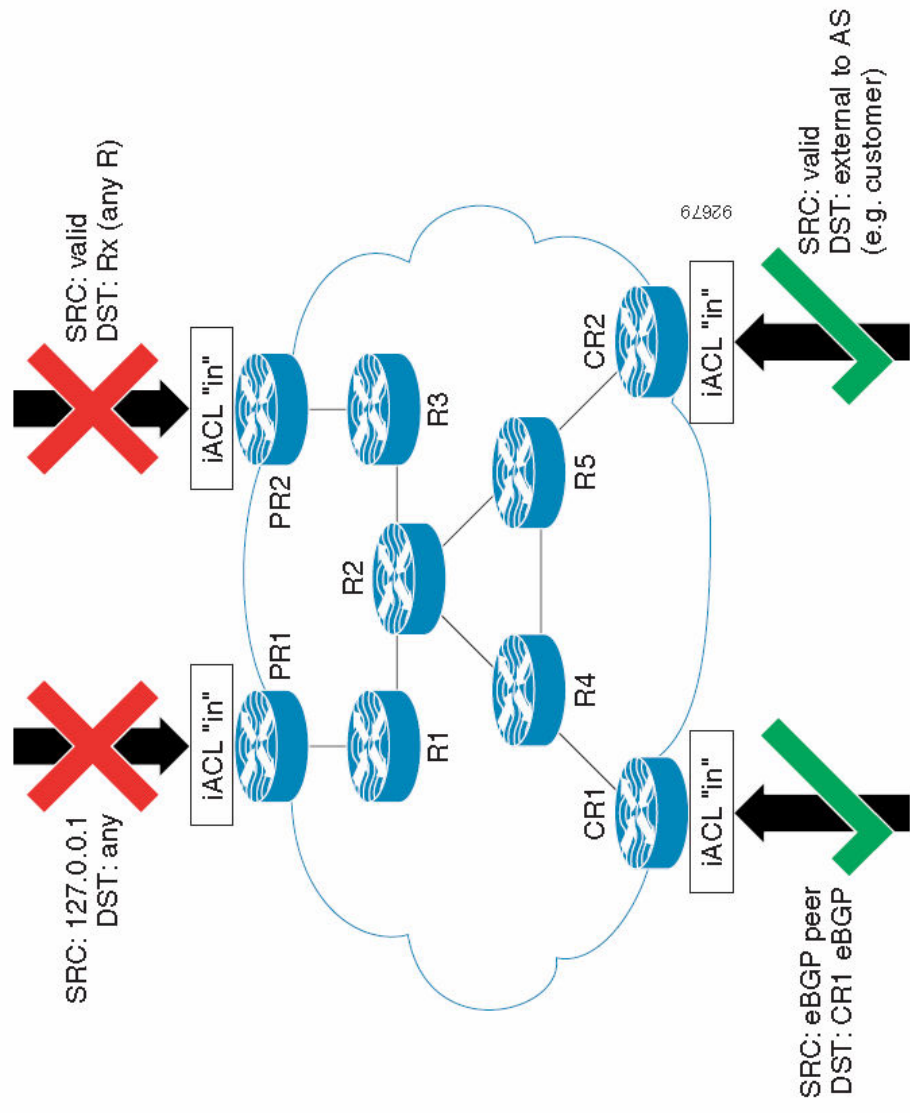 SRC: 127.0.0.1
DST: any
SRC: valid
DST: Rx (any R)
iACL "in"
iACL "in"
PR1
PR2
R1
R2
R3
R4
R5
CR1
CR2
iACL "in"
iACL "in"
92679
SRC: eBGP peer
DST: CR1 eBGP
SRC: valid
DST: external to AS
(e.g. customer)